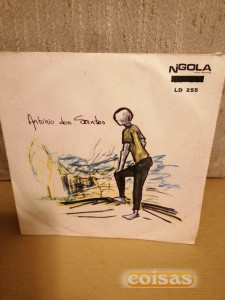 NGOLA
LD 255
António dos Santos
coisas